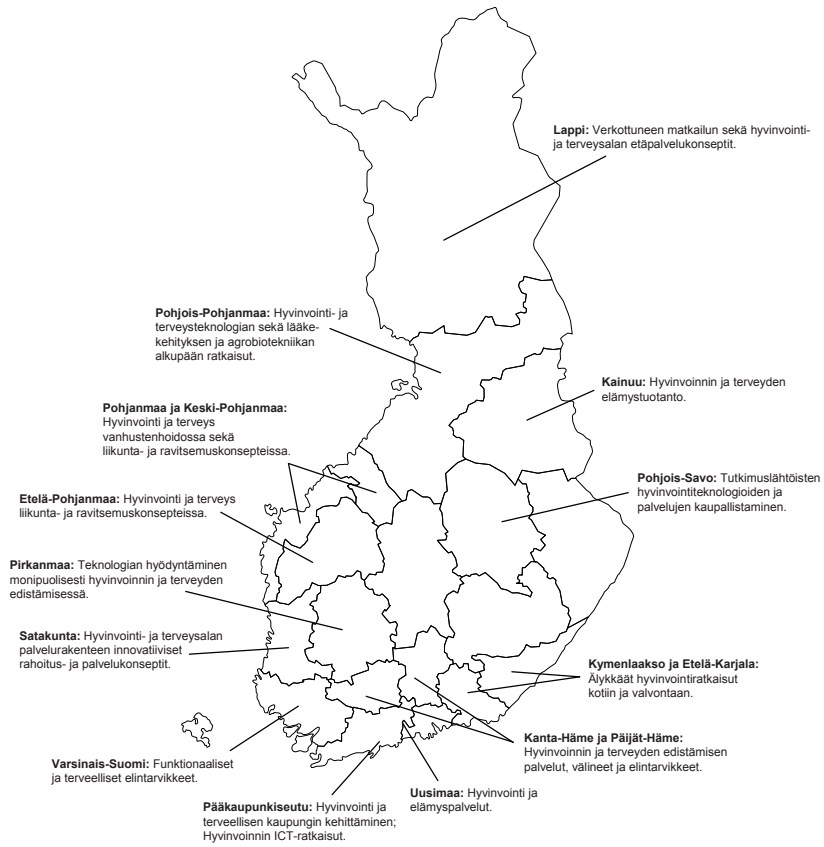 Lappi: Verkottuneen matkailun sekä hyvinvointi-
ja terveysalan etäpalvelukonseptit.
Pohjois-Pohjanmaa: Hyvinvointi- ja
terveysteknologian sekä lääke-
kehityksen ja agrobiotekniikan
alkupään ratkaisut.
Kainuu: Hyvinvoinnin ja terveyden
elämystuotanto.
Pohjanmaa ja Keski-Pohjanmaa:
Hyvinvointi ja terveys
vanhustenhoidossa sekä
liikunta- ja ravitsemuskonsepteissa.
Pohjois-Savo: Tutkimuslähtöisten
hyvinvointiteknologioiden ja
palvelujen kaupallistaminen.
Etelä-Pohjanmaa: Hyvinvointi ja terveys
liikunta- ja ravitsemuskonsepteissa.
Pirkanmaa: Teknologian hyödyntäminen
monipuolisesti hyvinvoinnin ja terveyden
edistämisessä.
Satakunta: Hyvinvointi- ja terveysalan
palvelurakenteen innovatiiviset
rahoitus- ja palvelukonseptit.
Kymenlaakso ja Etelä-Karjala:
Älykkäät hyvinvointiratkaisut
kotiin ja valvontaan.
Kanta-Häme ja Päijät-Häme:
Hyvinvoinnin ja terveyden edistämisen
palvelut, välineet ja elintarvikkeet.
Varsinais-Suomi: Funktionaaliset
ja terveelliset elintarvikkeet.
Uusimaa: Hyvinvointi ja
elämyspalvelut.
Pääkaupunkiseutu: Hyvinvointi ja
terveellisen kaupungin kehittäminen;
Hyvinvoinnin ICT-ratkaisut.